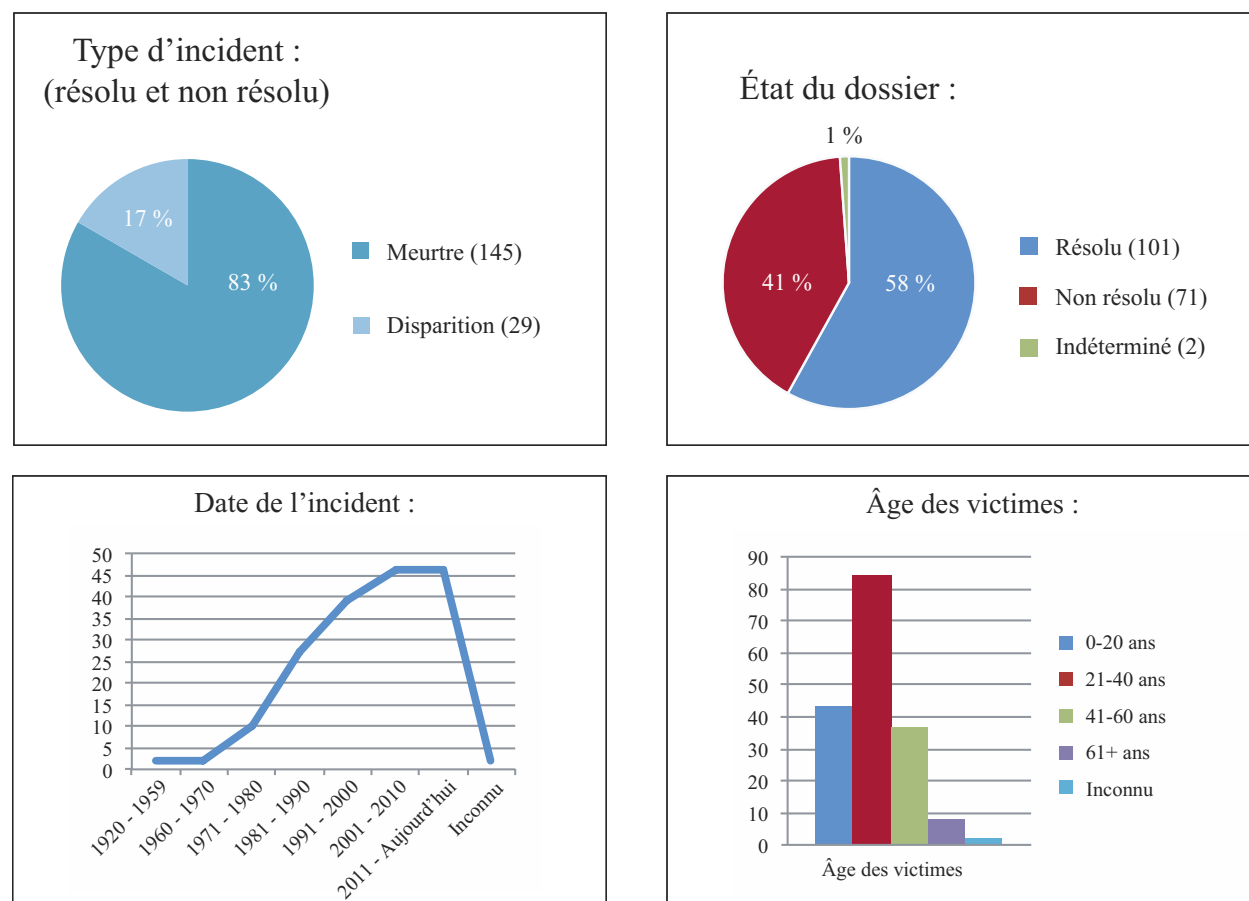 Type d’incident :
(résolu et non résolu)
17 %
83 %
Meurtre (145)
Disparition (29)
État du dossier :
1 %
41 %
58 %
Résolu (101)
Non résolu (71)
Indéterminé (2)
Date de l’incident :
50
45
40
35
30
25
20
15
10
5
0
1920 - 1959
1960 - 1970
1971 - 1980
1981 - 1990
1991 - 2000
2001 - 2010
2011 - Aujourd’hui
Inconnu
Âge des victimes :
90
80
70
60
50
40
30
20
10
0
Âge des victimes
0-20 ans
21-40 ans
41-60 ans
61+ ans
Inconnu